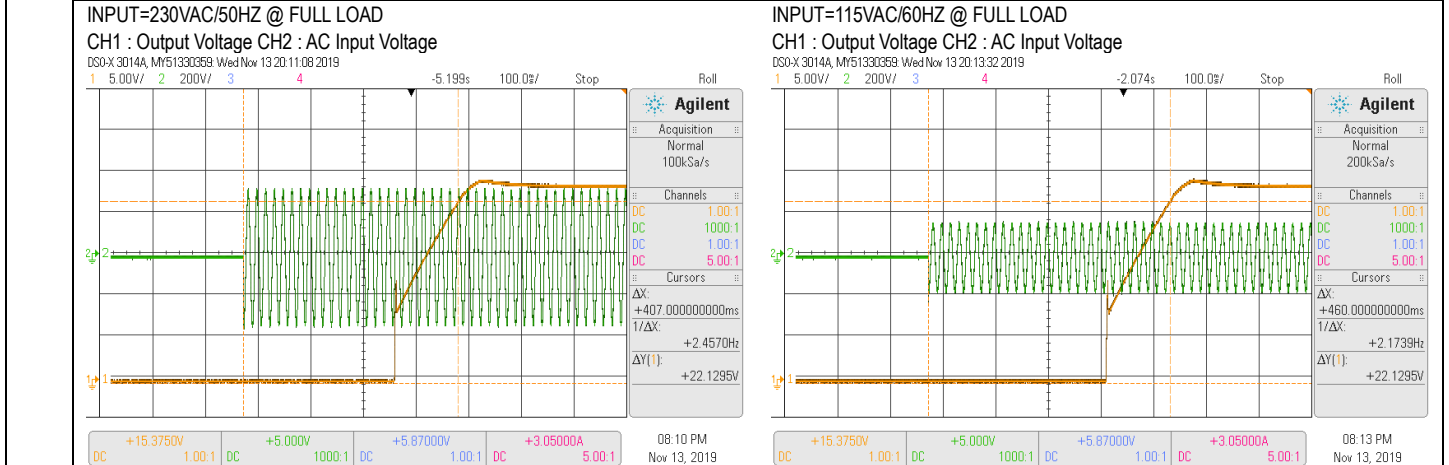 INPUT=230VAC/50HZ @ FULL LOAD
CH1 : Output Voltage CH2 : AC Input Voltage
DSO-X 3014A, MY51330359: Wed Nov 13 20:11:08 2019
1 5.00V/ 2 200V/ 3 4 -5.199s 100.0ms/ Stop Roll
Agilent
Acquisition
Normal
100kSa/s
Channels
DC 1.00:1
DC 1000:1
DC 1.00:1
DC 5.00:1
Cursors
ΔX:
+407.000000000ms
1/ΔX:
+2.4570Hz
ΔY(1):
+22.1295V
2 2
1 1
+15.3750V +5.000V +5.87000V +3.05000A
DC 1.00:1 DC 1000:1 DC 1.00:1 DC 5.00:1
08:10 PM
Nov 13, 2019
INPUT=115VAC/60HZ @ FULL LOAD
CH1 : Output Voltage CH2 : AC Input Voltage
DSO-X 3014A, MY51330359: Wed Nov 13 20:13:32 2019
1 5.00V/ 2 200V/ 3 4 -2.074s 100.0ms/ Stop Roll
Agilent
Acquisition
Normal
200kSa/s
Channels
DC 1.00:1
DC 1000:1
DC 1.00:1
DC 5.00:1
Cursors
ΔX:
+460.000000000ms
1/ΔX:
+2.1739Hz
ΔY(1):
+22.1295V
2 2
1 1
+15.3750V +5.000V +5.87000V +3.05000A
DC 1.00:1 DC 1000:1 DC 1.00:1 DC 5.00:1
08:13 PM
Nov 13, 2019